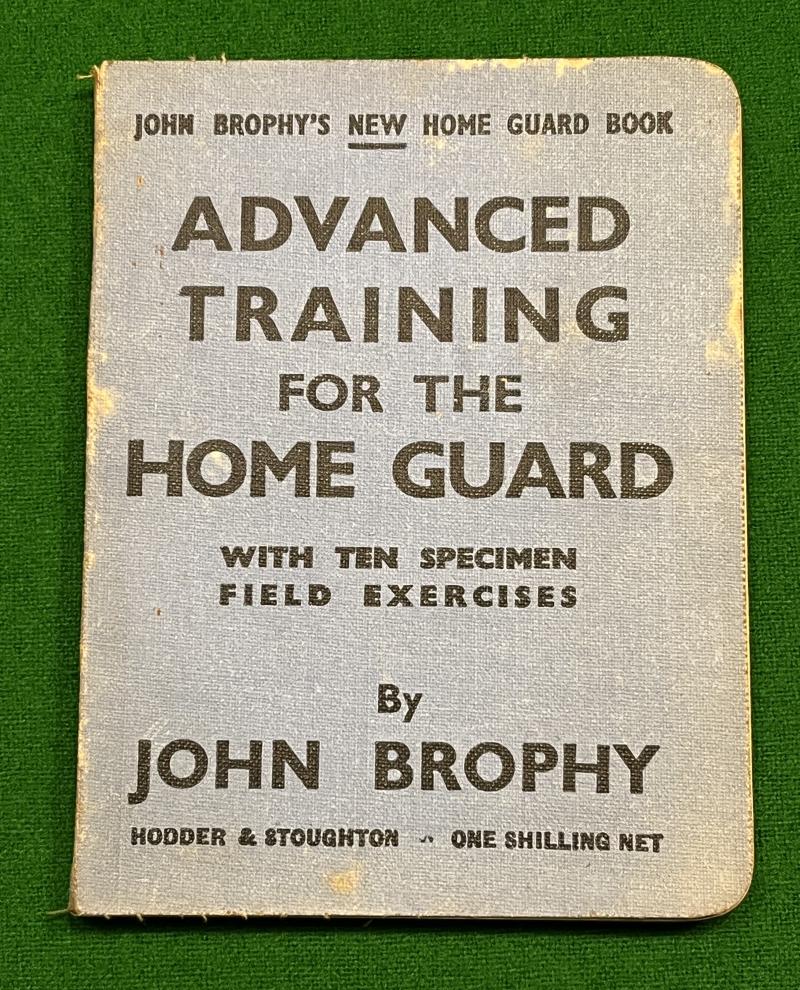 JOHN BROPHY'S NEW HOME GUARD BOOK
ADVANCED
TRAINING
FOR THE
HOME GUARD
WITH TEN SPECIMEN
FIELD EXERCISES
By
JOHN BROPHY
HODDER & STOUGHTON ONE SHILLING NET